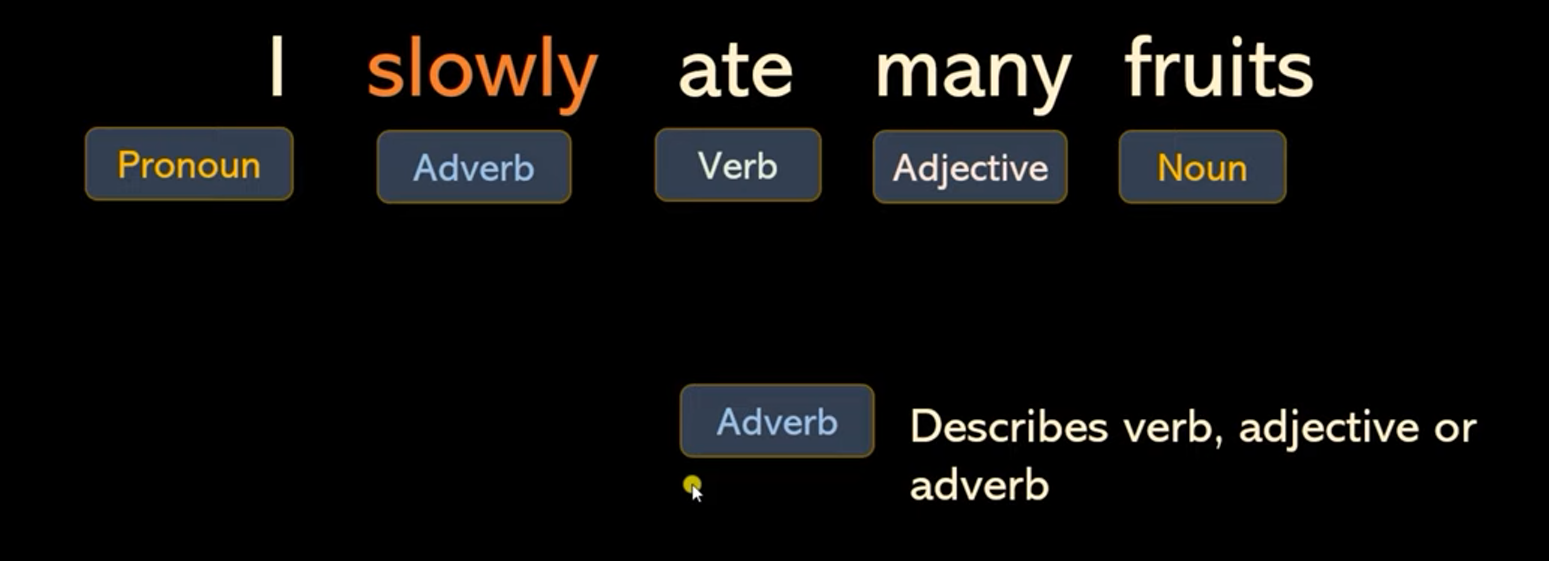 I slowly ate many fruits
Pronoun Adverb Verb Adjective Noun
Adverb Describes verb, adjective or
adverb